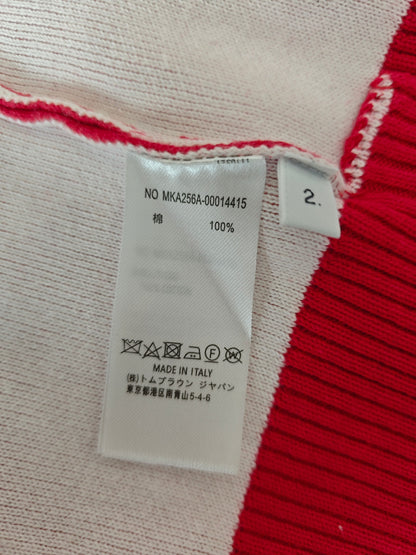 NO MKA256A-00014415
棉 100%
MADE IN ITALY
(株)トムブラウン ジャパン
東京都港区南青山5-4-6
2.